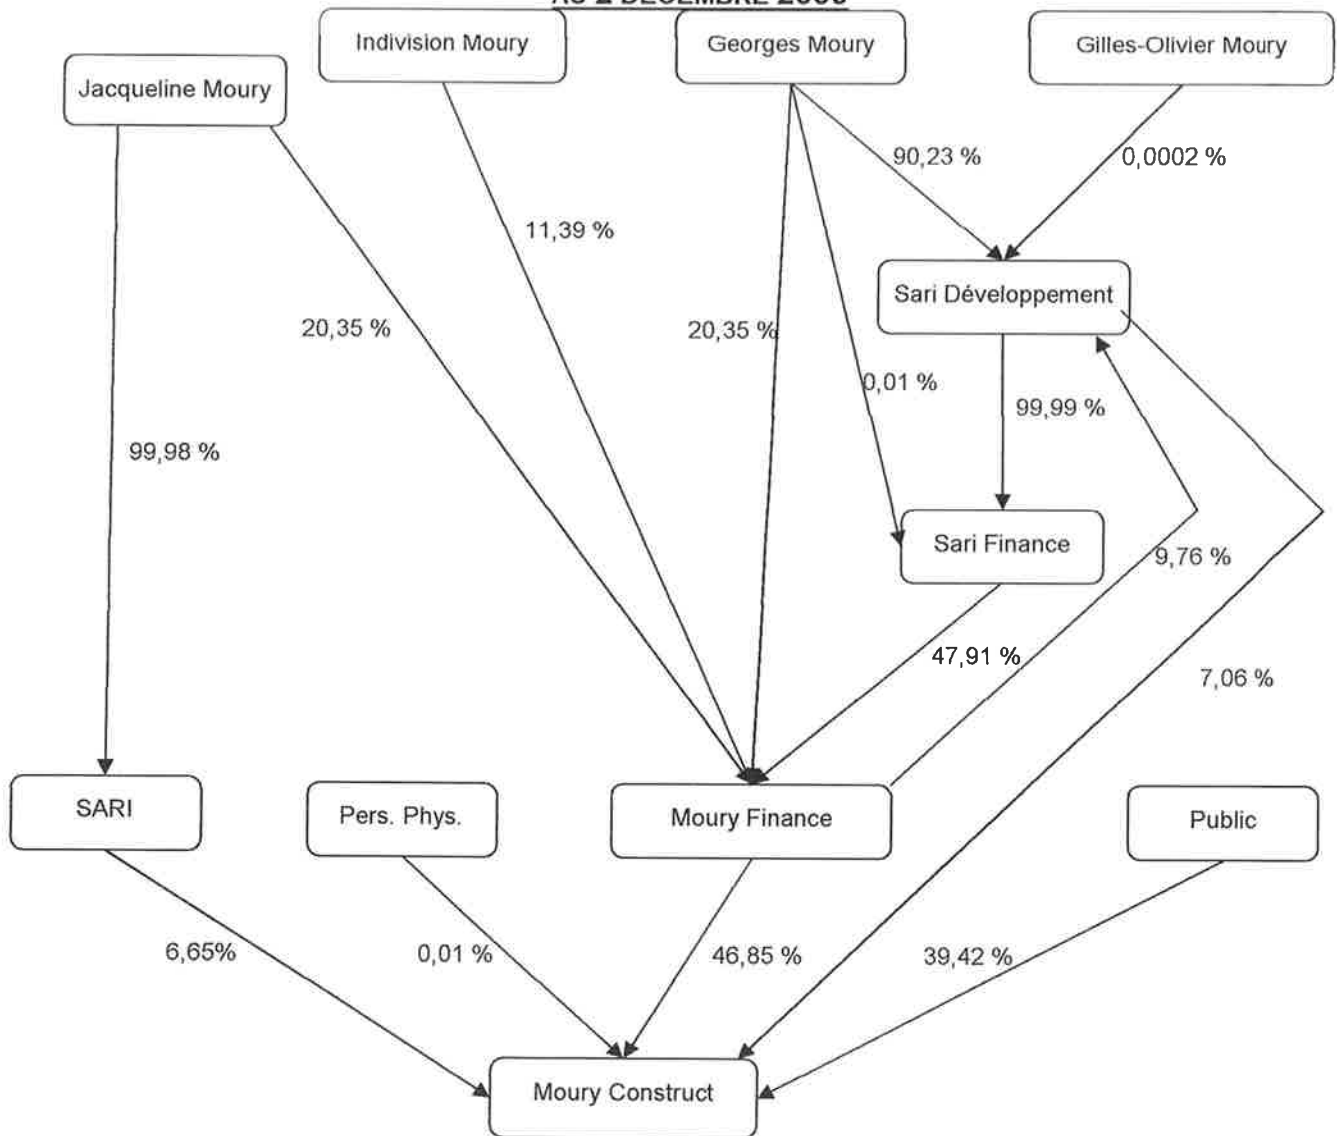 Indivision Moury
Georges Moury
Gilles-Olivier Moury
Jacqueline Moury
90,23 %
0,0002 %
11,39 %
Sari Développement
20,35 %
20,35 %
0,01 %
99,99 %
99,98 %
Sari Finance
9,76 %
47,91 %
7,06 %
SARI
Pers. Phys.
Moury Finance
Public
6,65%
0,01 %
46,85 %
39,42 %
Moury Construct